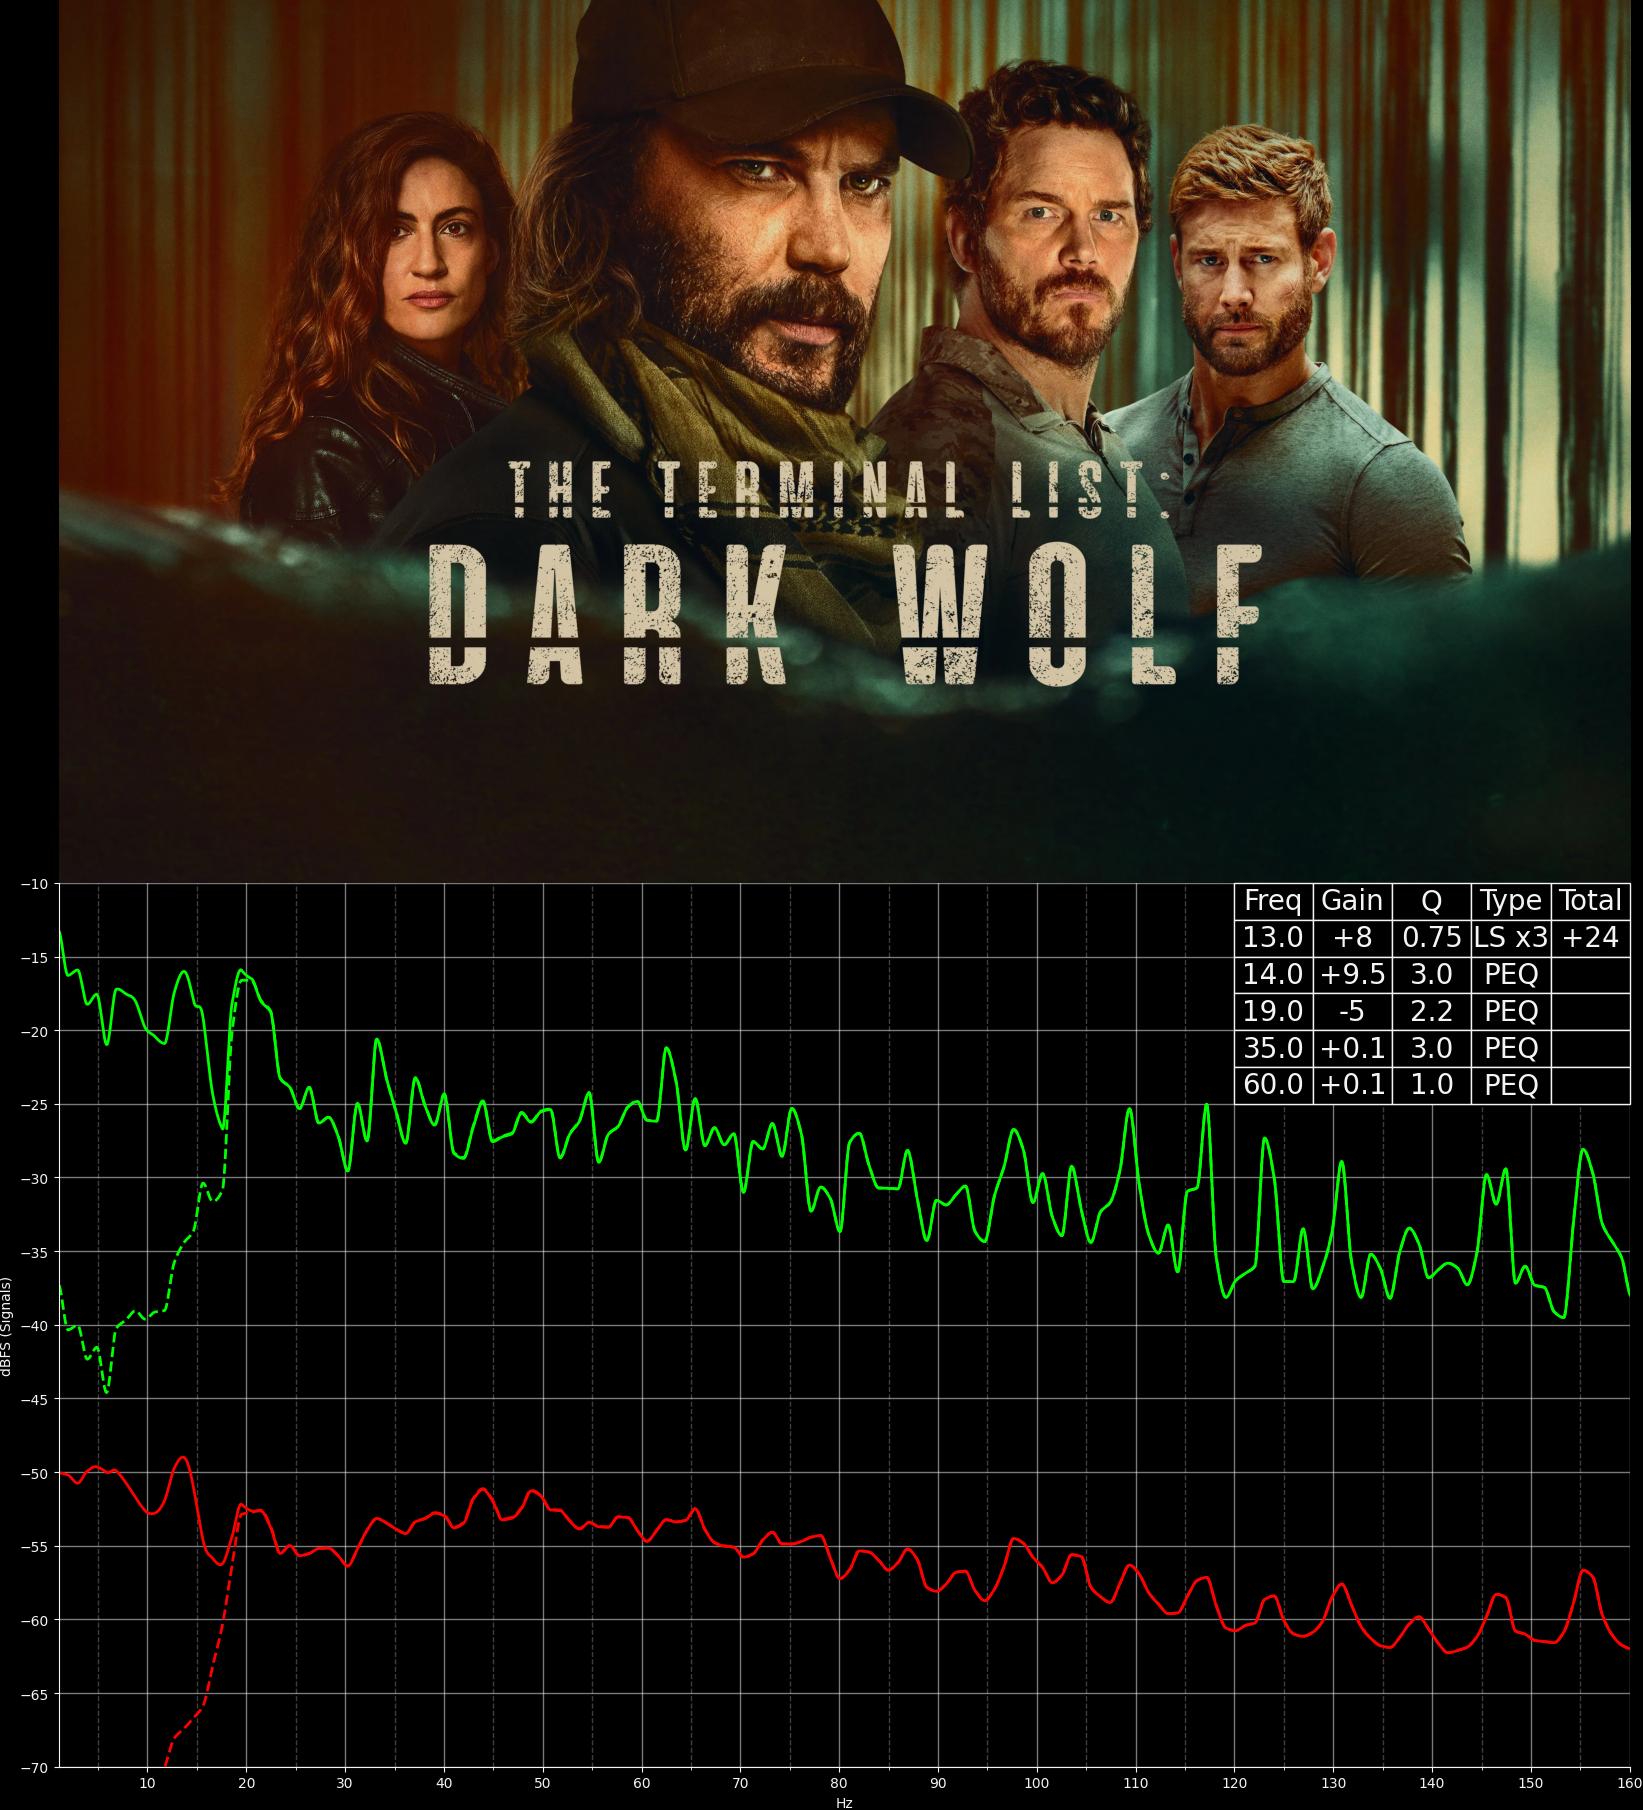 THE TERMINAL LIST:
DARK WOLF
Freq Gain Q Type Total
13.0 +8 0.75 LS x3 +24
14.0 +9.5 3.0 PEQ
19.0 -5 2.2 PEQ
35.0 +0.1 3.0 PEQ
60.0 +0.1 1.0 PEQ
−10
−15
−20
−25
−30
−35
−40
−45
−50
−55
−60
−65
−70
dBFS (Signals)
10 20 30 40 50 60 70 80 90 100 110 120 130 140 150 160
Hz